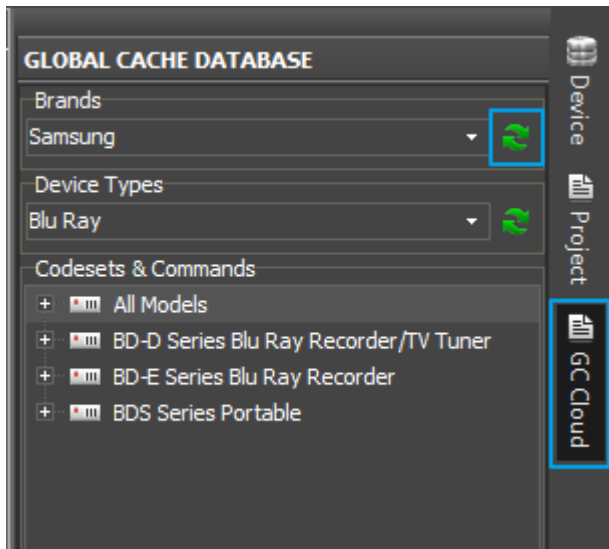 GLOBAL CACHE DATABASE
Brands
Samsung
Device Types
Blu Ray
Codesets & Commands
All Models
BD-D Series Blu Ray Recorder/TV Tuner
BD-E Series Blu Ray Recorder
BDS Series Portable
Device
Project
GC Cloud